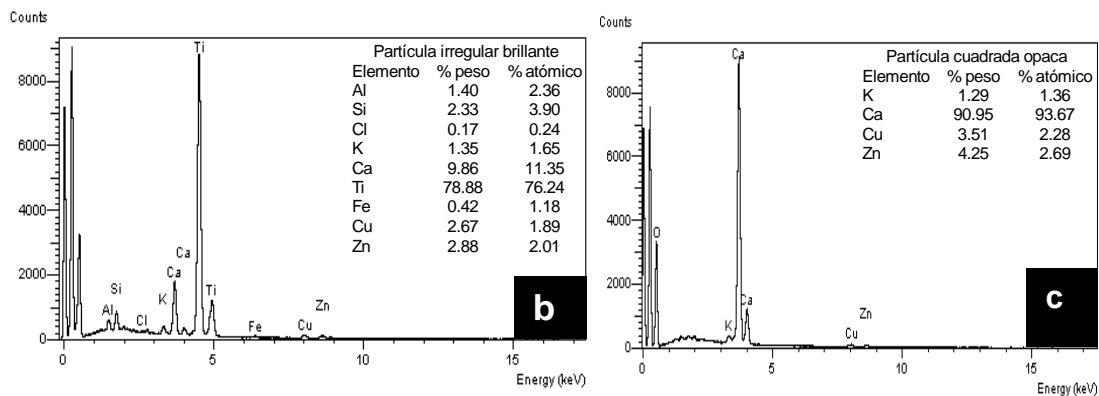 Counts
8000
6000
4000
2000
0
0
5
10
15
Energy (keV)
Al
Si
Cl
K
Ca
Ca
Ti
Ti
Fe
Cu
Zn
Partícula irregular brillante
Elemento % peso % atómico
Al 1.40 2.36
Si 2.33 3.90
Cl 0.17 0.24
K 1.35 1.65
Ca 9.86 11.35
Ti 78.88 76.24
Fe 0.42 1.18
Cu 2.67 1.89
Zn 2.88 2.01
b
Counts
8000
6000
4000
2000
0
0
5
10
15
Energy (keV)
O
K
Ca
Ca
Cu
Zn
Partícula cuadrada opaca
Elemento % peso % atómico
K 1.29 1.36
Ca 90.95 93.67
Cu 3.51 2.28
Zn 4.25 2.69
c